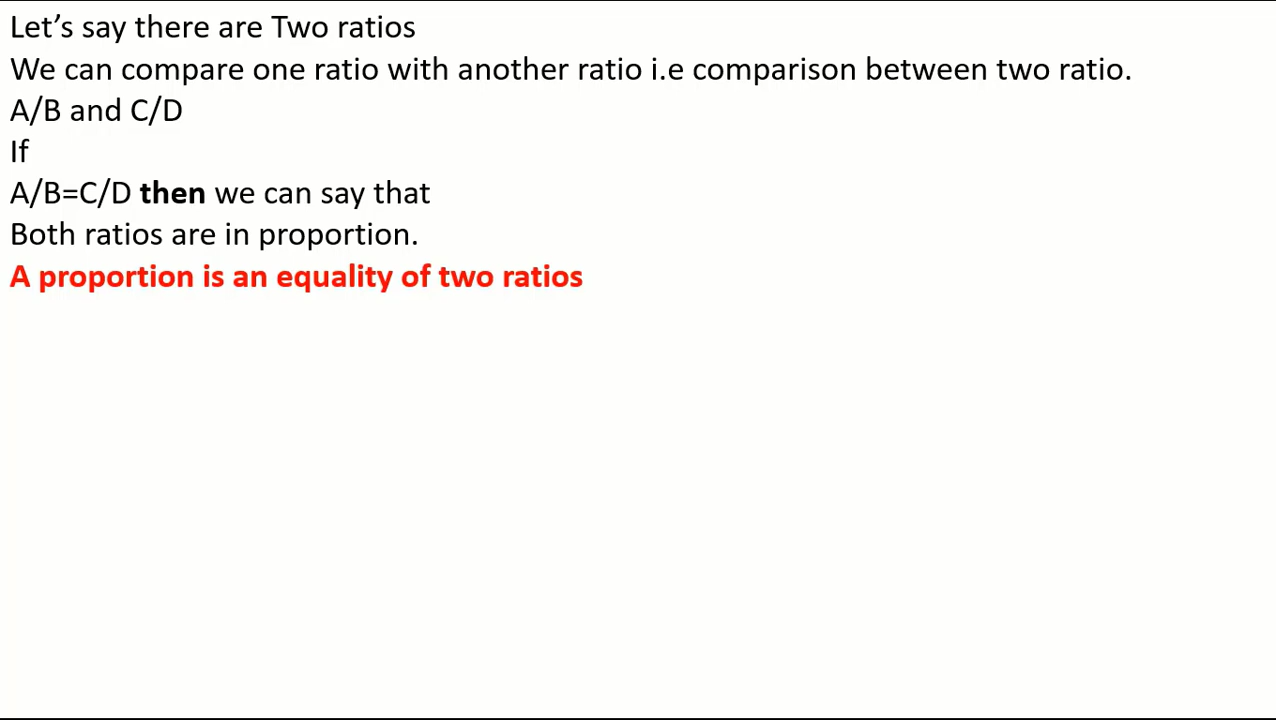 Let’s say there are Two ratios
We can compare one ratio with another ratio i.e comparison between two ratio.
A/B and C/D
If
A/B=C/D then we can say that
Both ratios are in proportion.
A proportion is an equality of two ratios